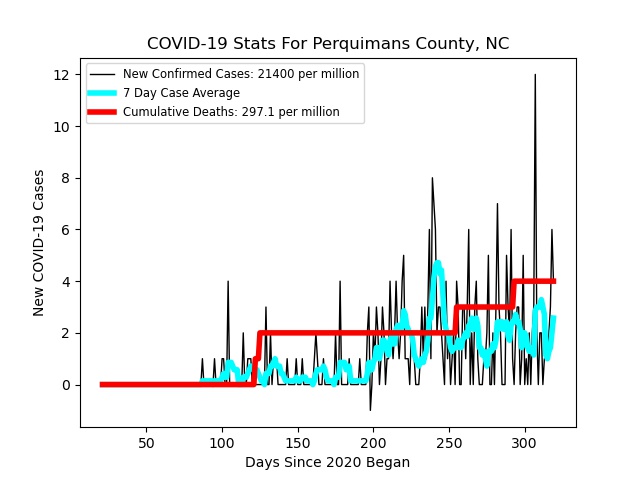 COVID-19 Stats For Perquimans County, NC
New Confirmed Cases: 21400 per million
7 Day Case Average
Cumulative Deaths: 297.1 per million
New COVID-19 Cases
12
10
8
6
4
2
0
50 100 150 200 250 300
Days Since 2020 Began